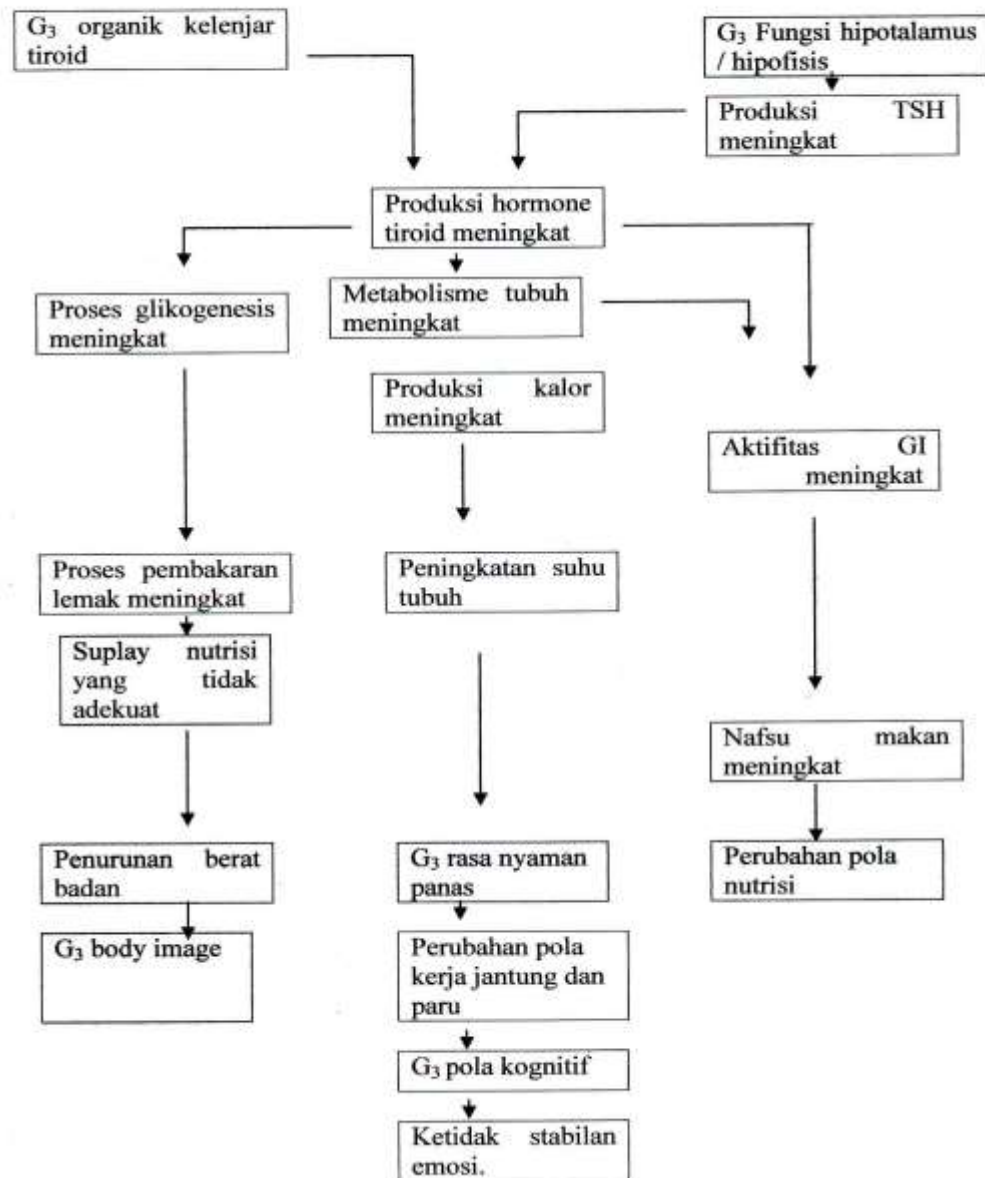 G₃ organik kelenjar
tiroid
G₃ Fungsi hipotalamus
/ hipofisis
Produksi TSH
meningkat
Produksi hormone
tiroid meningkat
Proses glikogenesis
meningkat
Metabolisme tubuh
meningkat
Produksi kalor
meningkat
Aktifitas GI
meningkat
Proses pembakaran
lemak meningkat
Peningkatan suhu
tubuh
Suplay nutrisi
yang tidak
adekuat
Nafsu makan
meningkat
Penurunan berat
badan
G₃ rasa nyaman
panas
Perubahan pola
nutrisi
G₃ body image
Perubahan pola
kerja jantung dan
paru
G₃ pola kognitif
Ketidak stabilan
emosi.